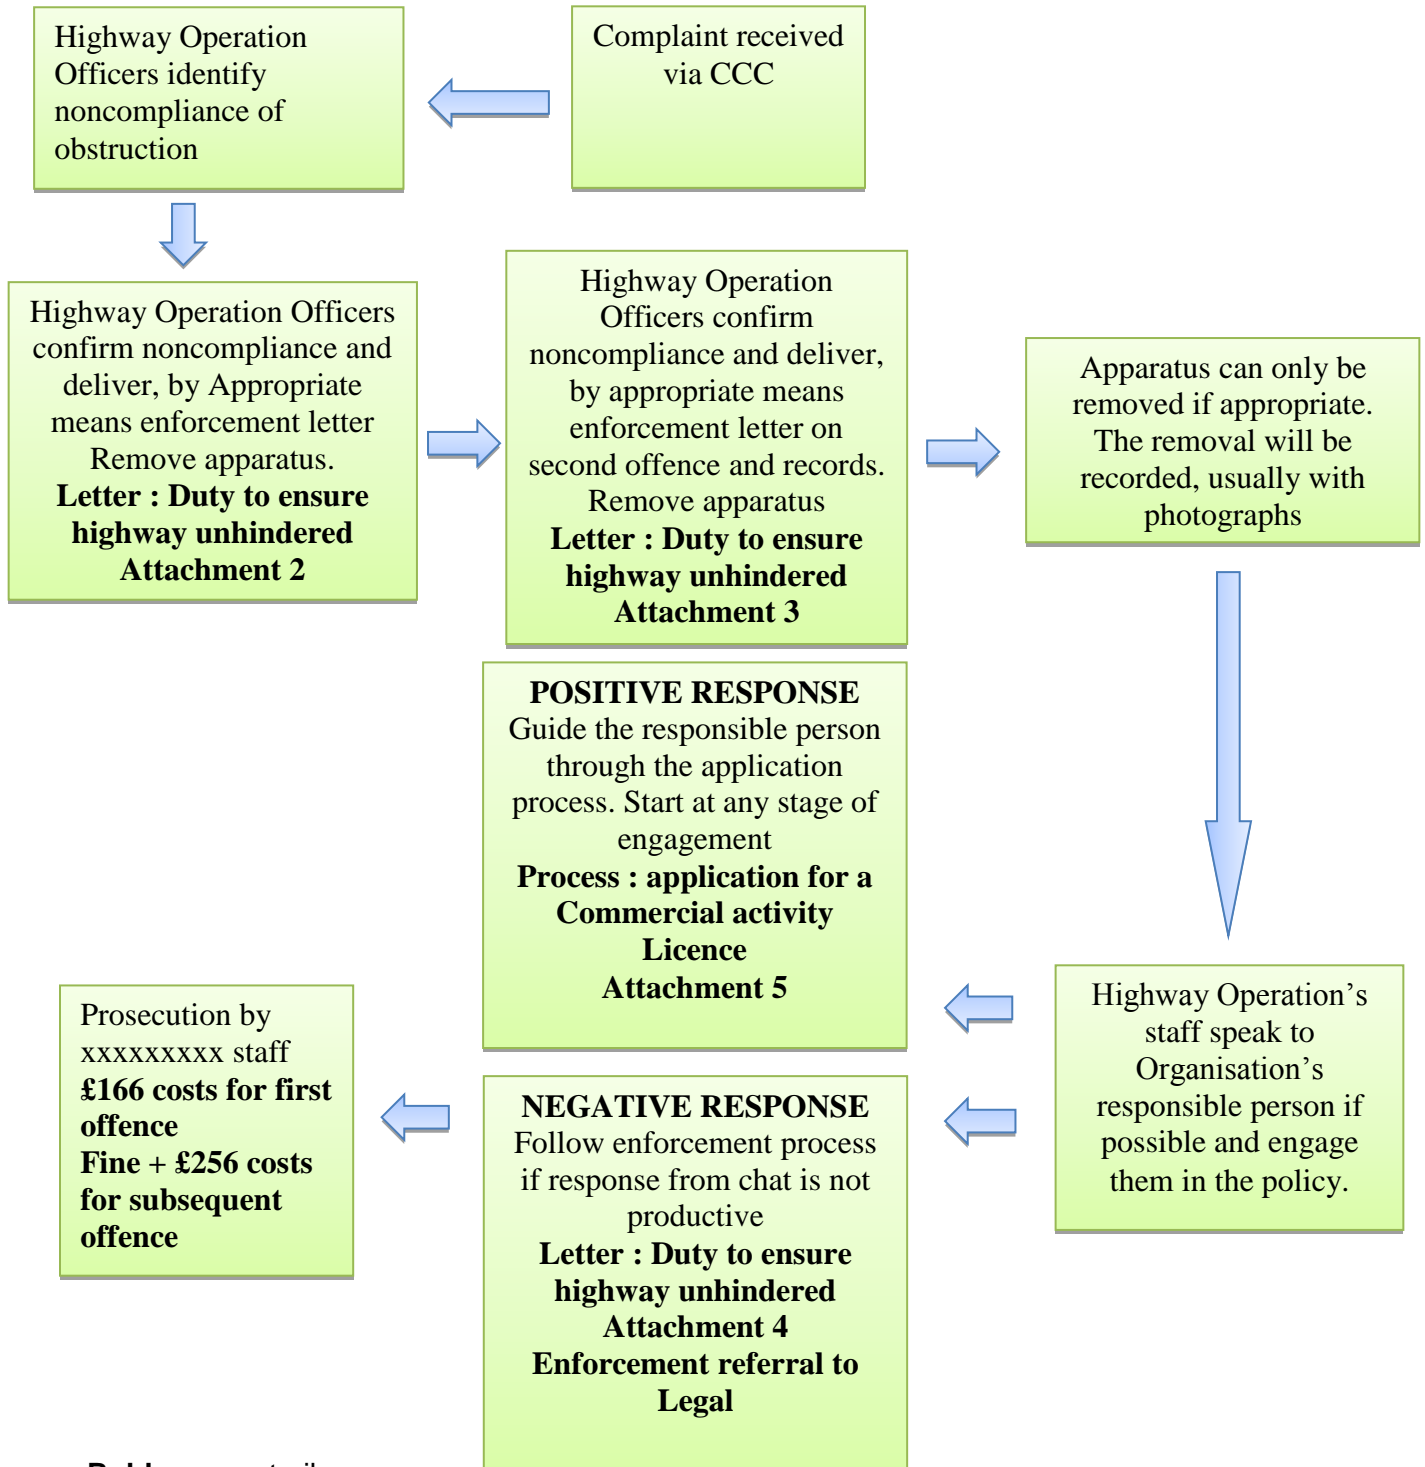 Highway Operation
Officers identify
noncompliance of
obstruction
Complaint received
via CCC
Highway Operation Officers
confirm noncompliance and
deliver, by Appropriate
means enforcement letter
Remove apparatus.
Letter : Duty to ensure
highway unhindered
Attachment 2
Highway Operation
Officers confirm
noncompliance and deliver,
by appropriate means
enforcement letter on
second offence and records.
Remove apparatus
Letter : Duty to ensure
highway unhindered
Attachment 3
Apparatus can only be
removed if appropriate.
The removal will be
recorded, usually with
photographs
POSITIVE RESPONSE
Guide the responsible person
through the application
process. Start at any stage of
engagement
Process : application for a
Commercial activity
Licence
Attachment 5
Highway Operation’s
staff speak to
Organisation’s
responsible person if
possible and engage
them in the policy.
NEGATIVE RESPONSE
Follow enforcement process
if response from chat is not
productive
Letter : Duty to ensure
highway unhindered
Attachment 4
Enforcement referral to
Legal
Prosecution by
xxxxxxxxx staff
£166 costs for first
offence
Fine + £256 costs
for subsequent
offence